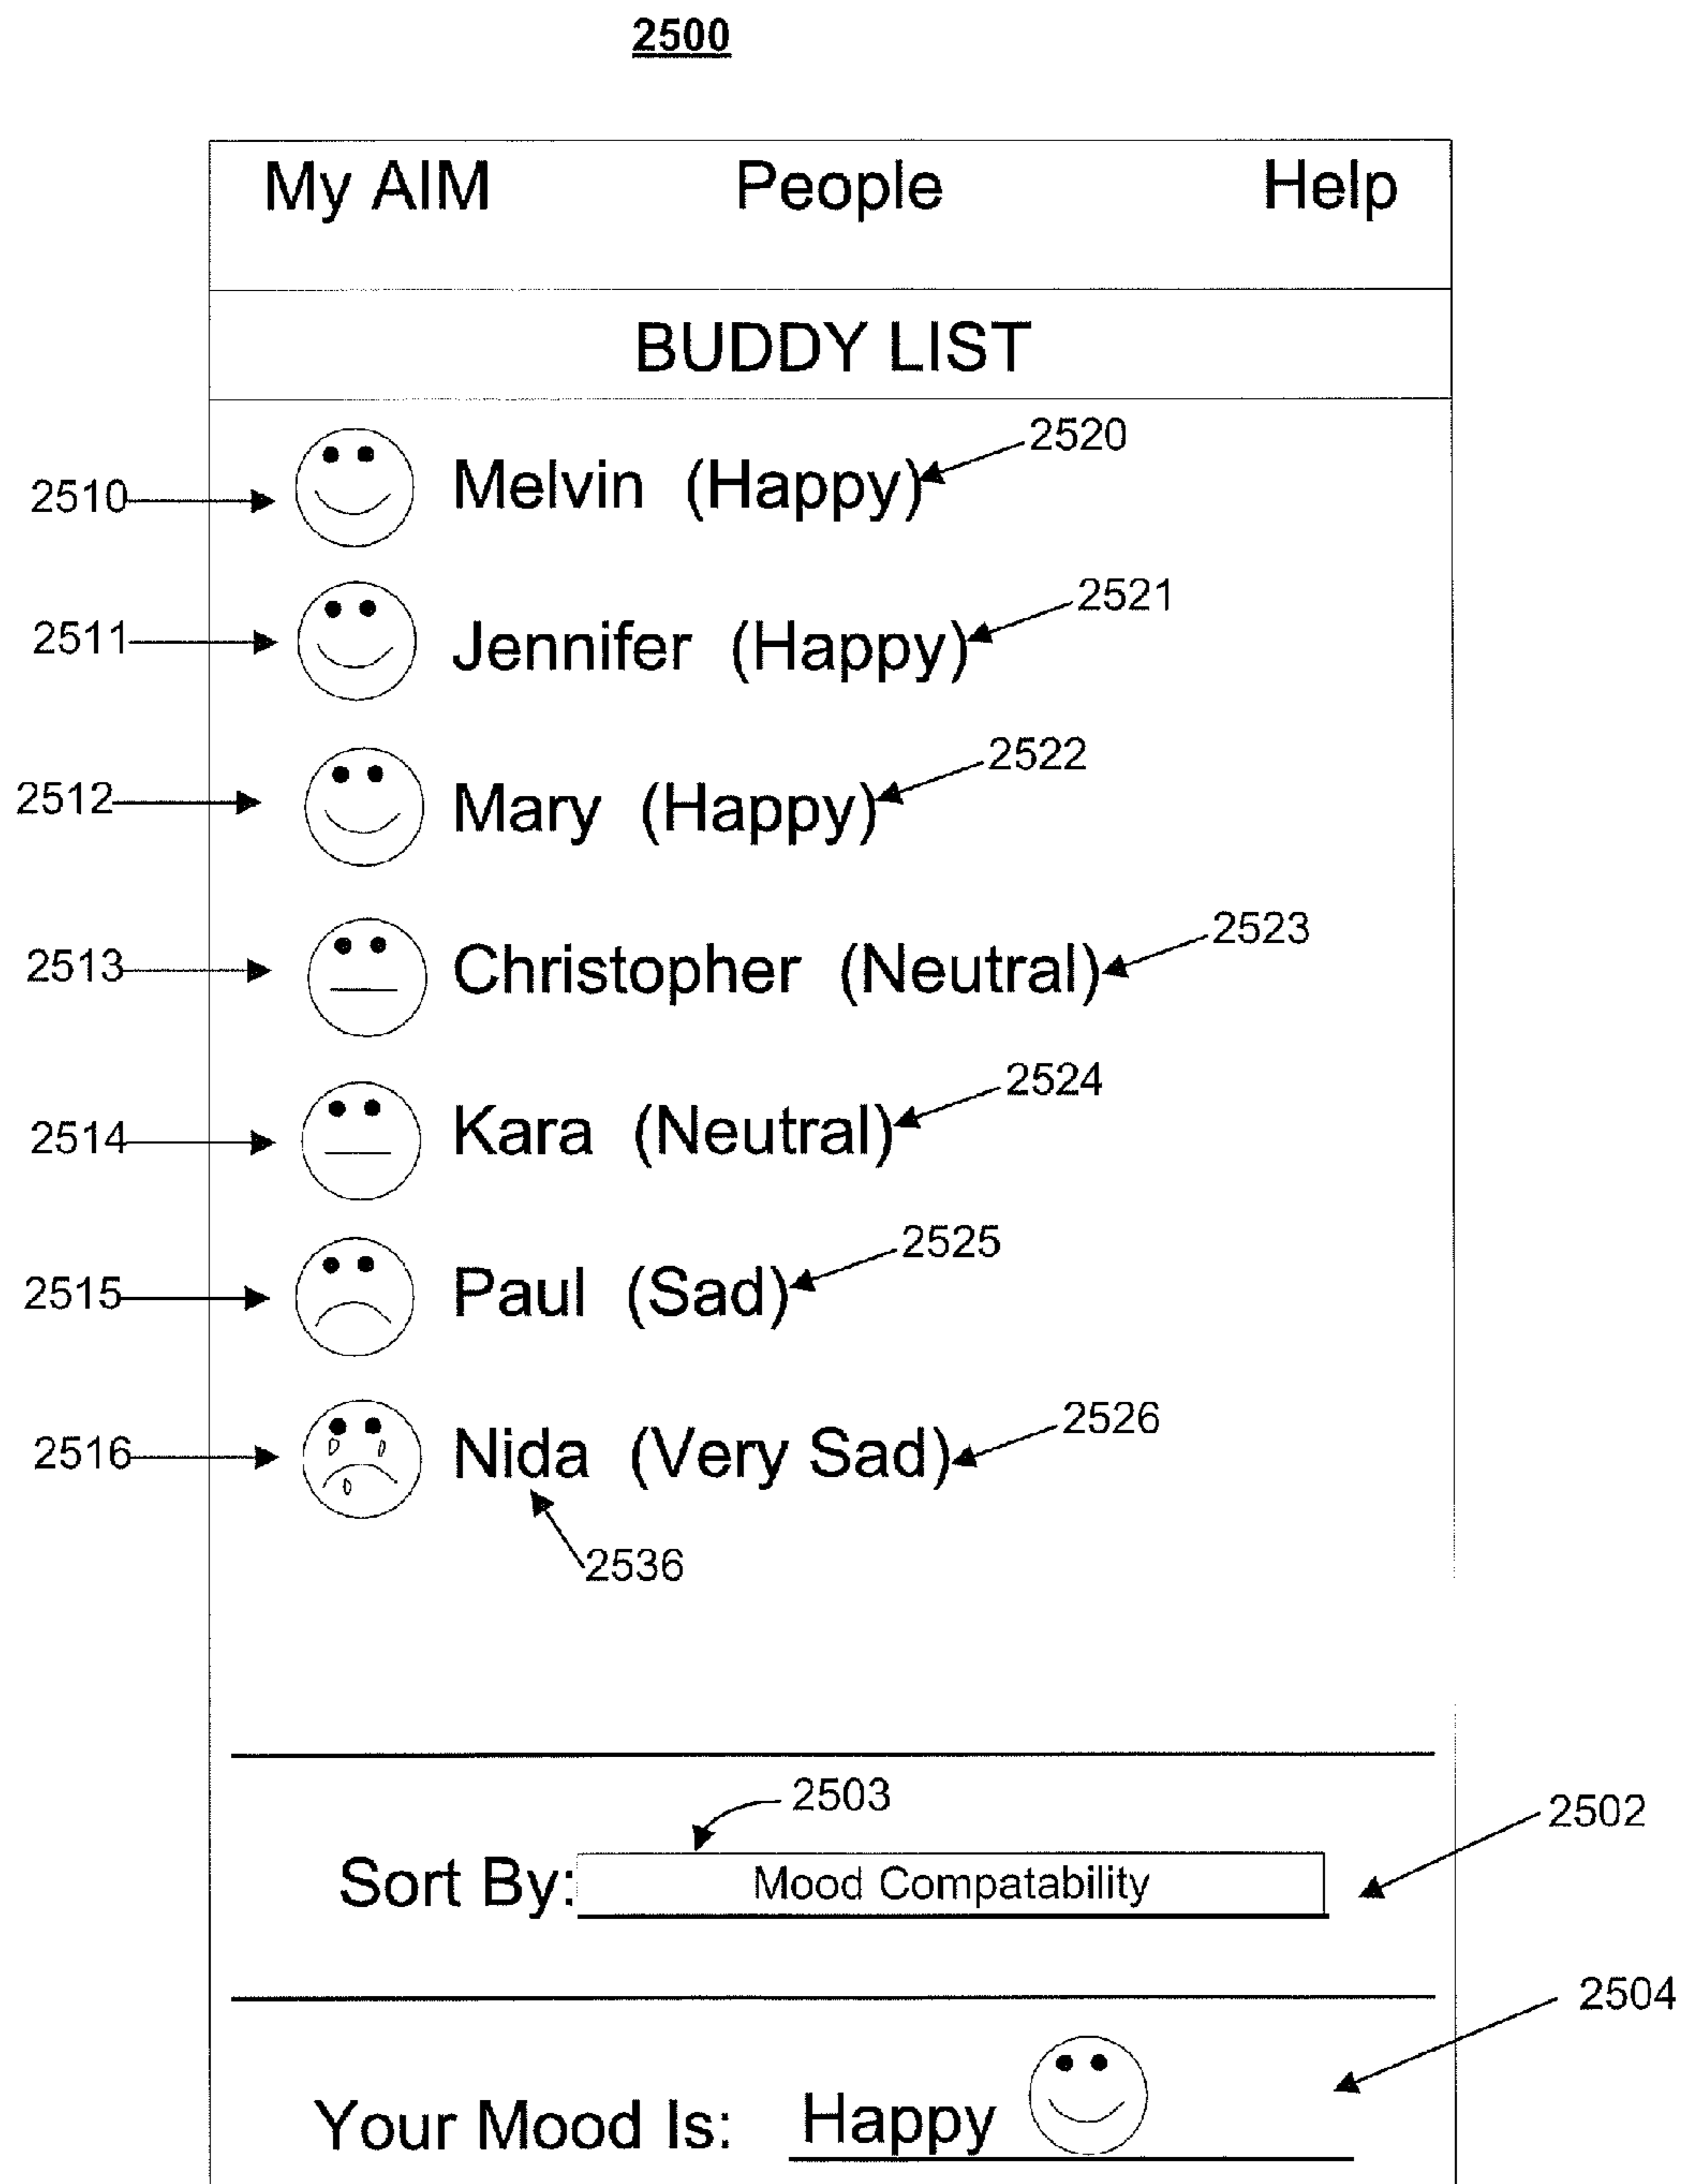 2500
My AIM People Help
BUDDY LIST
2520
2510 Melvin (Happy)
2521
2511 Jennifer (Happy)
2522
2512 Mary (Happy)
2523
2513 Christopher (Neutral)
2524
2514 Kara (Neutral)
2525
2515 Paul (Sad)
2526
2516 Nida (Very Sad)
2536
2503
2502
Sort By: Mood Compatability
2504
Your Mood Is: Happy